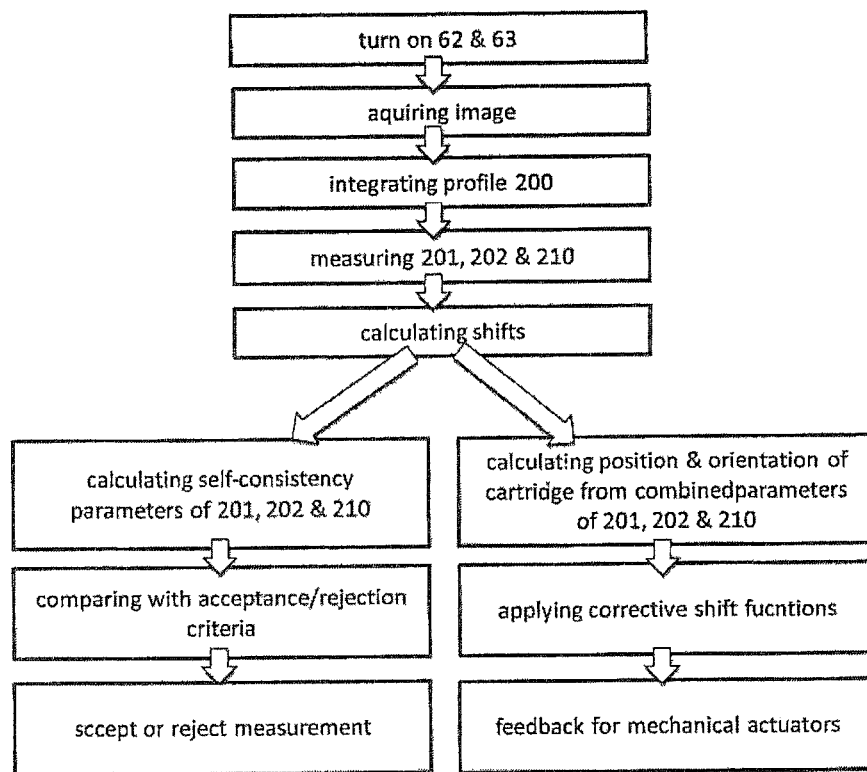 turn on 62 & 63
aquiring image
integrating profile 200
measuring 201, 202 & 210
calculating shifts
calculating self-consistency
parameters of 201, 202 & 210
comparing with acceptance/rejection
criteria
sccept or reject measurement
calculating position & orientation of
cartridge from combinedparameters
of 201, 202 & 210
applying corrective shift fucntions
feedback for mechanical actuators